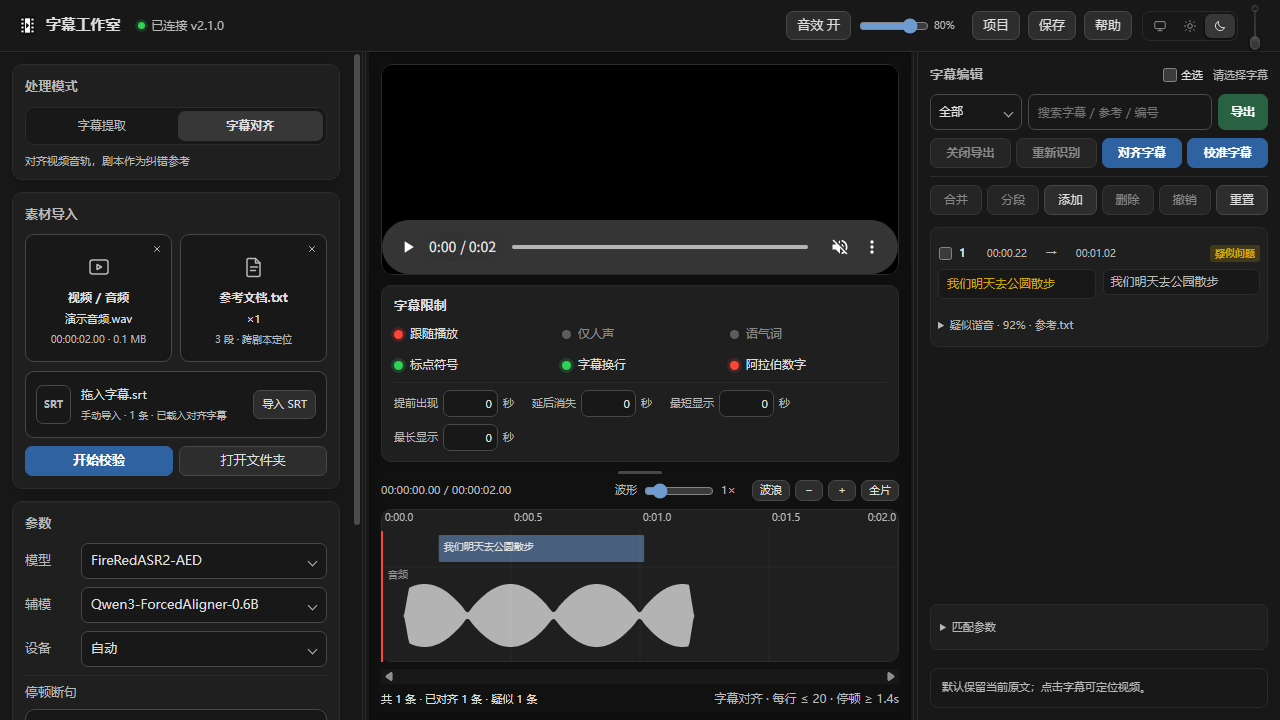 字幕工作室
已连接 v2.1.0
音效 开
80%
项目
保存
帮助
处理模式
字幕提取
字幕对齐
对齐视频音轨，剧本作为纠错参考
素材导入
×
视频 / 音频
演示音频.wav
00:00:02.00 · 0.1 MB
×
参考文档.txt
×1
3 段 · 跨剧本定位
SRT
拖入字幕.srt
手动导入 · 1 条 · 已载入对齐字幕
导入 SRT
开始校验
打开文件夹
参数
模型
FireRedASR2-AED
辅模
Qwen3-ForcedAligner-0.6B
设备
自动
停顿断句
0:00 / 0:02
字幕限制
跟随播放
仅人声
语气词
标点符号
字幕换行
阿拉伯数字
提前出现 0 秒
延后消失 0 秒
最短显示 0 秒
最长显示 0 秒
00:00:00.00 / 00:00:02.00
波形
1×
波浪
−
+
全片
0:00.0
0:00.5
0:01.0
0:01.5
0:02.0
我们明天去公園散步
音频
共 1 条 · 已对齐 1 条 · 疑似 1 条
字幕对齐 · 每行 ≤ 20 · 停顿 ≥ 1.4s
字幕编辑
全选
请选择字幕
全部
搜索字幕 / 参考 / 编号
导出
关闭导出
重新识别
对齐字幕
校准字幕
合并
分段
添加
删除
撤销
重置
1
00:00.22
→
00:01.02
疑似问题
我们明天去公圆散步
我们明天去公园散步
疑似谐音 · 92% · 参考.txt
匹配参数
默认保留当前原文；点击字幕可定位视频。